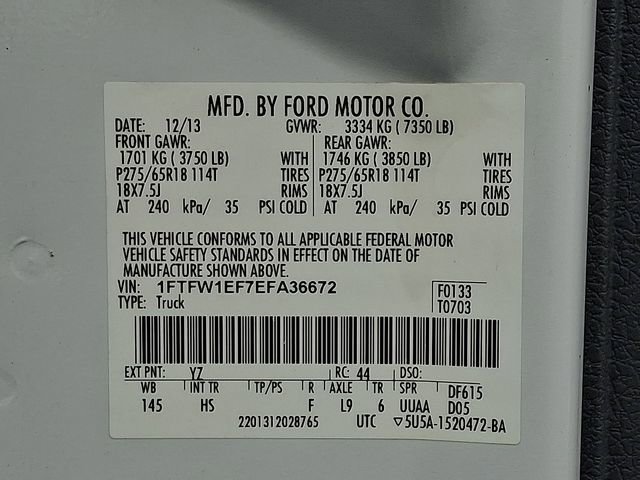 MFD. BY FORD MOTOR CO.
DATE: 12/13 GVWR: 3334 KG ( 7350 LB)
FRONT GAWR: REAR GAWR:
1701 KG ( 3750 LB) WITH 1746 KG ( 3850 LB) WITH
P275/65R18 114T TIRES P275/65R18 114T TIRES
18X7.5J RIMS 18X7.5J RIMS
AT 240 kPa/ 35 PSI COLD AT 240 kPa/ 35 PSI COLD
THIS VEHICLE CONFORMS TO ALL APPLICABLE FEDERAL MOTOR
VEHICLE SAFETY STANDARDS IN EFFECT ON THE DATE OF
MANUFACTURE SHOWN ABOVE.
VIN: 1FTFW1EF7EFA36672 F0133
TYPE: Truck T0703
EXT PNT: YZ RC: 44 DSO:
WB INT TR TP/PS R AXLE TR SPR DF615
145 HS F L9 6 UUAA D05
2201312028765 UTC ▽5U5A-1520472-BA